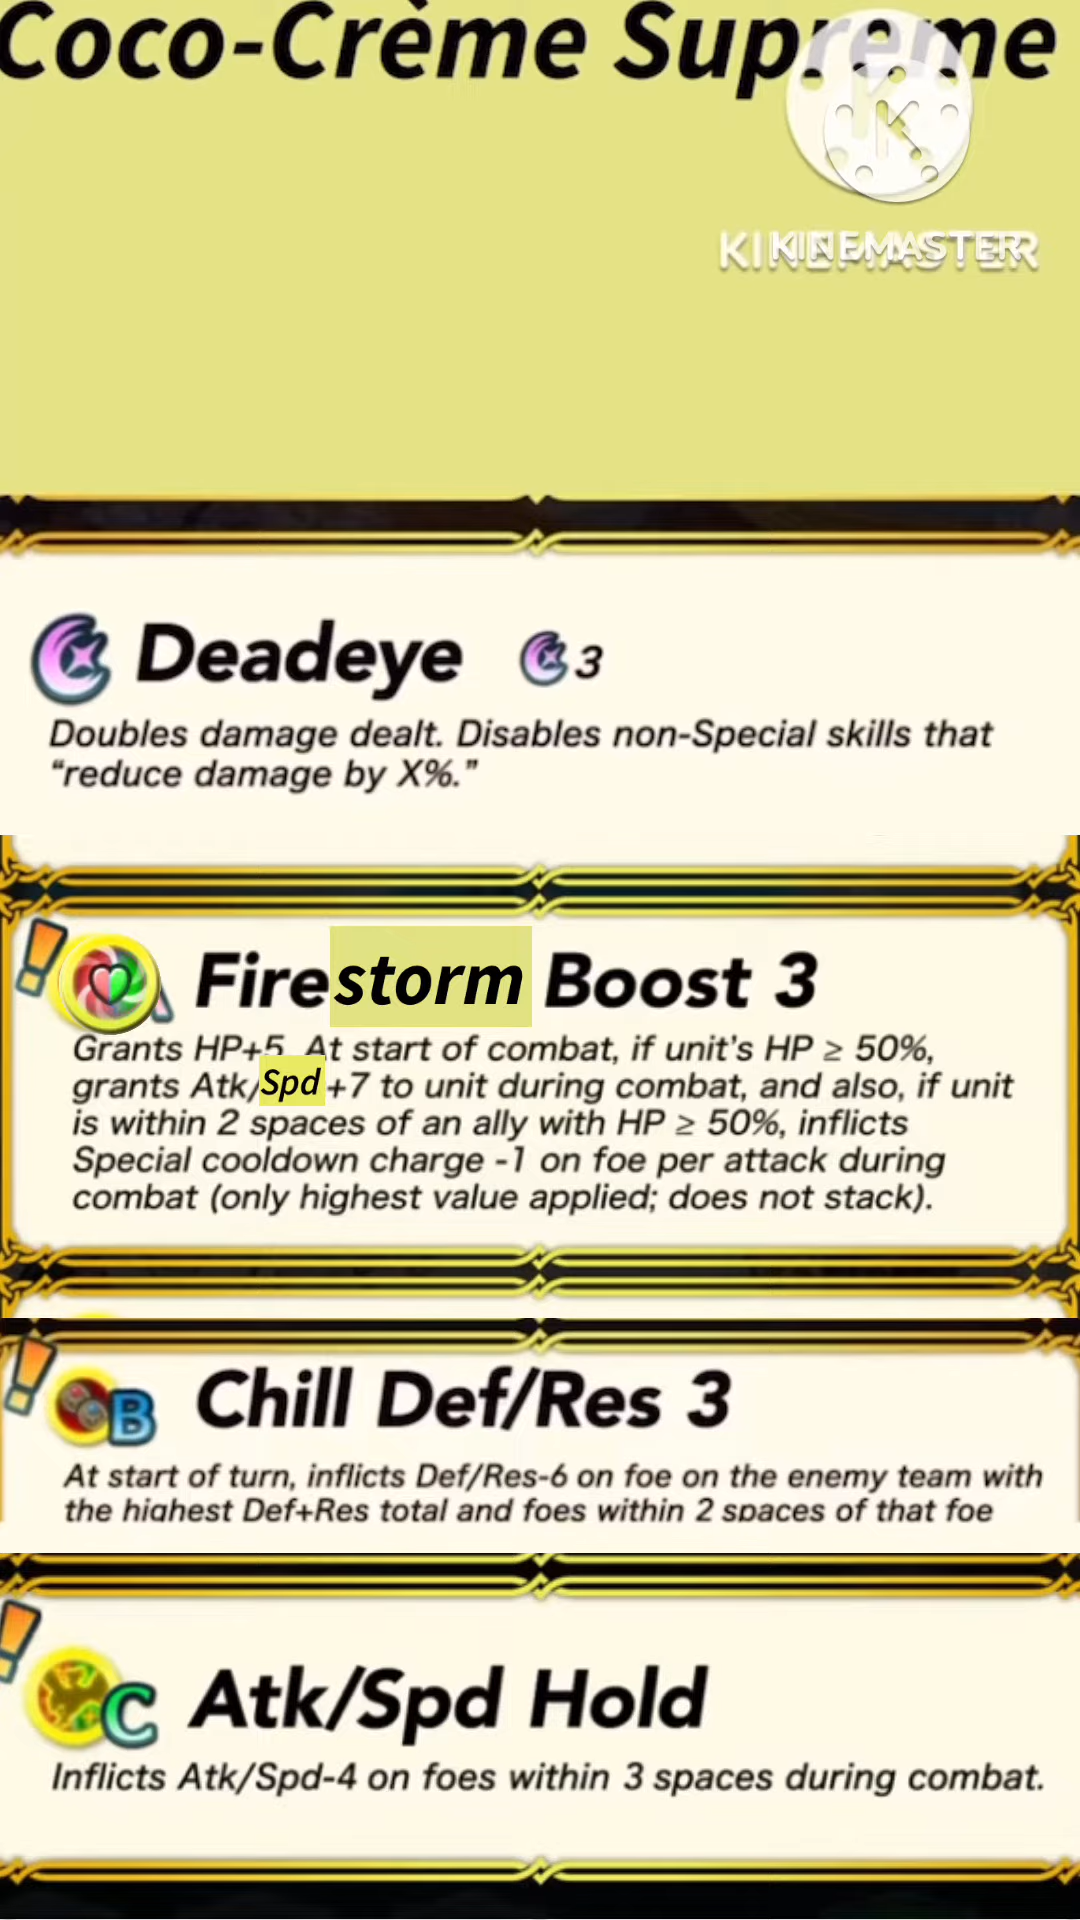 Coco-Crème Supreme
KINEMASTER
KINEMASTER
Deadeye 3
Doubles damage dealt. Disables non-Special skills that
“reduce damage by X%.”
Firestorm Boost 3
Grants HP+5. At start of combat, if unit's HP ≥ 50%,
grants Atk/Spd+7 to unit during combat, and also, if unit
is within 2 spaces of an ally with HP ≥ 50%, inflicts
Special cooldown charge -1 on foe per attack during
combat (only highest value applied; does not stack).
B Chill Def/Res 3
At start of turn, inflicts Def/Res-6 on foe on the enemy team with
the highest Def+Res total and foes within 2 spaces of that foe
C Atk/Spd Hold
Inflicts Atk/Spd-4 on foes within 3 spaces during combat.